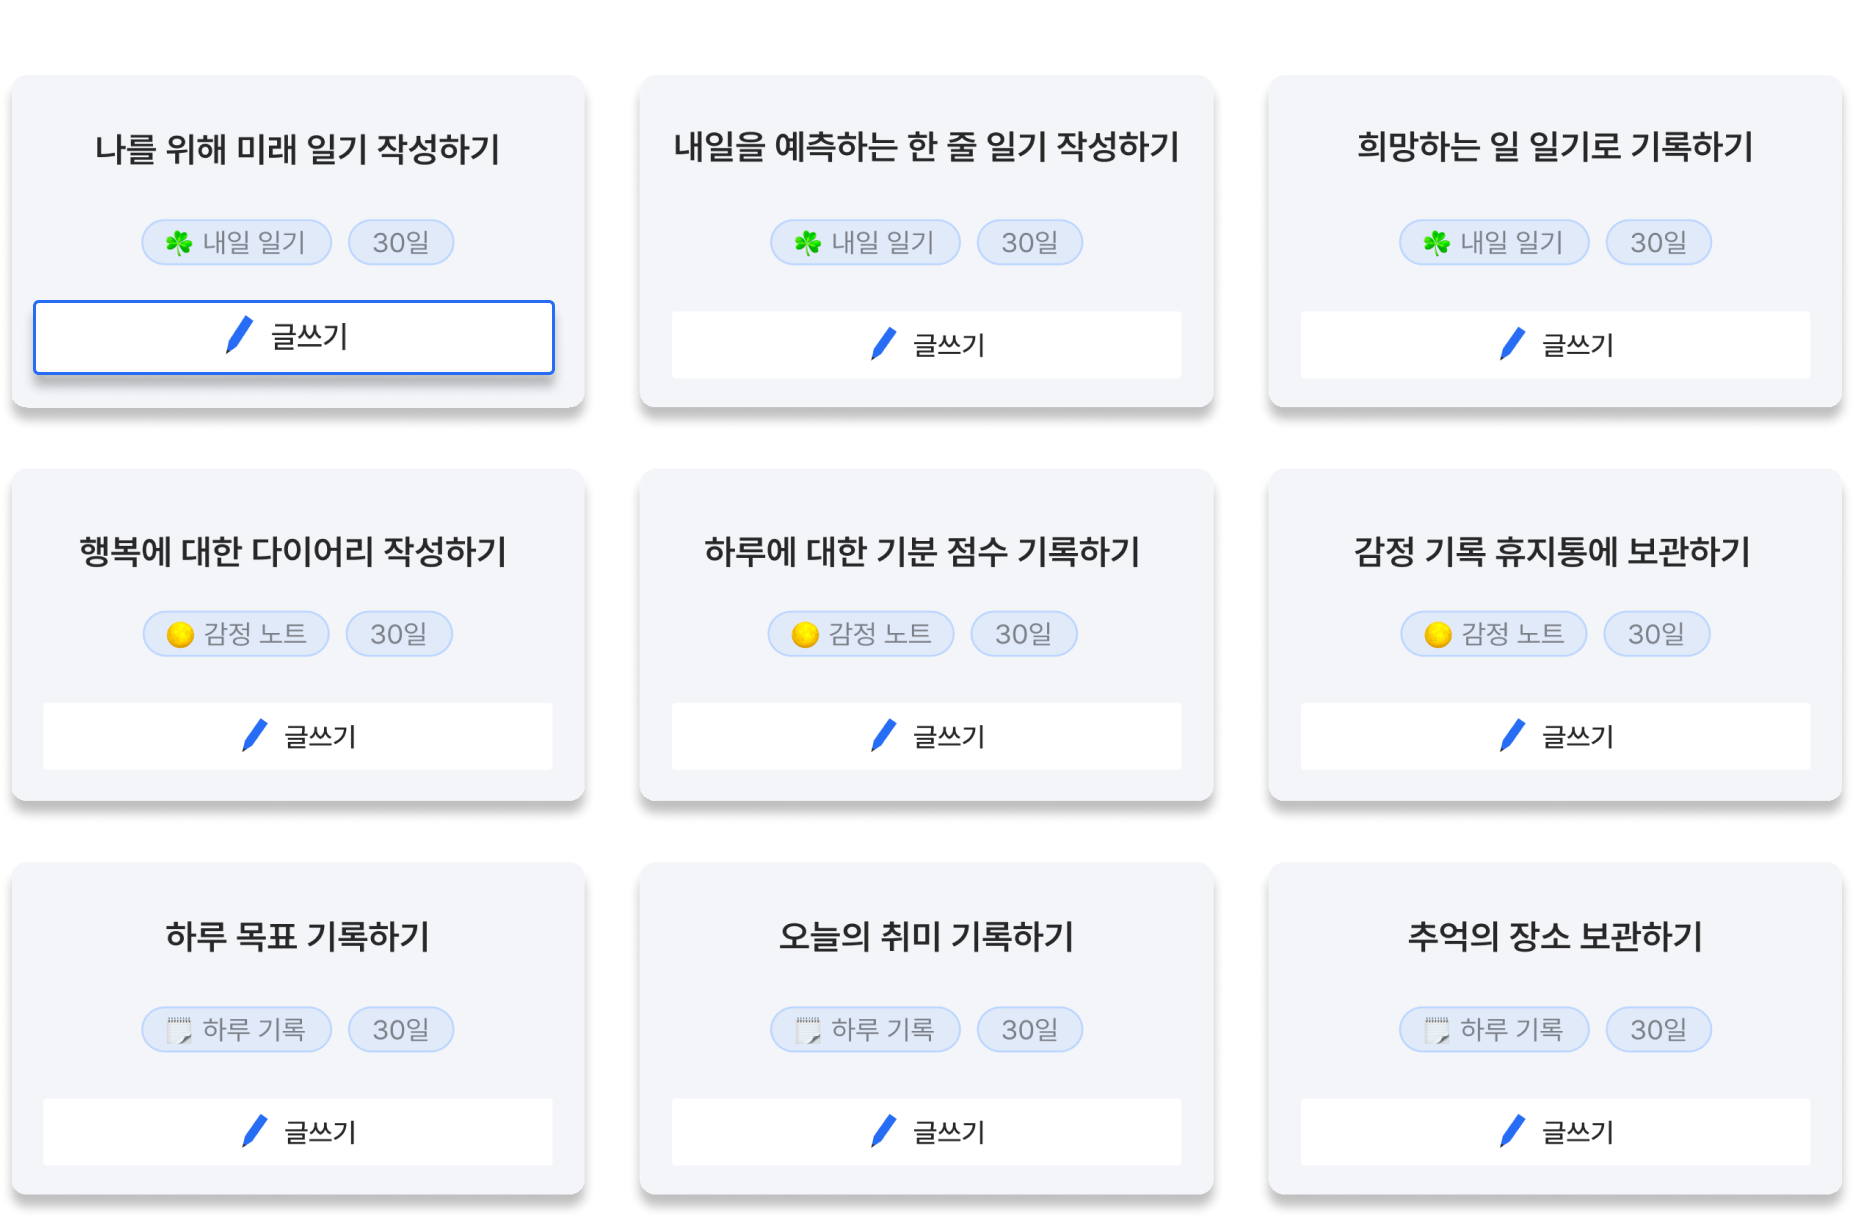 나를 위해 미래 일기 작성하기
내일 일기 30일
글쓰기
내일을 예측하는 한 줄 일기 작성하기
내일 일기 30일
글쓰기
희망하는 일 일기로 기록하기
내일 일기 30일
글쓰기
행복에 대한 다이어리 작성하기
감정 노트 30일
글쓰기
하루에 대한 기분 점수 기록하기
감정 노트 30일
글쓰기
감정 기록 휴지통에 보관하기
감정 노트 30일
글쓰기
하루 목표 기록하기
하루 기록 30일
글쓰기
오늘의 취미 기록하기
하루 기록 30일
글쓰기
추억의 장소 보관하기
하루 기록 30일
글쓰기